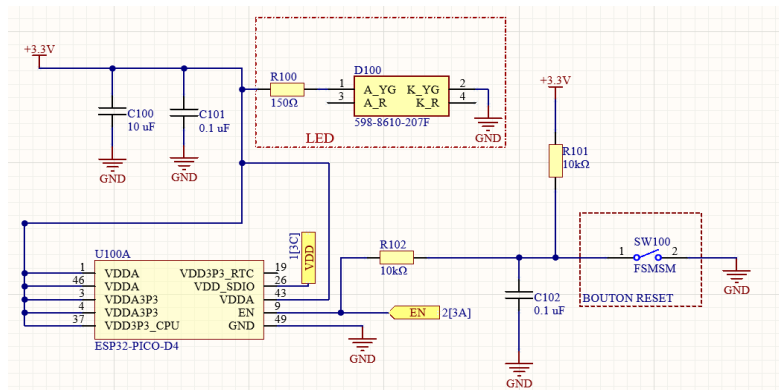 +3.3V
C100
10 uF
GND
C101
0.1 uF
GND
R100
150Ω
D100
1 A_YG K_YG 2
3 A_R K_R 4
598-8610-207F
GND
LED
+3.3V
R101
10kΩ
U100A
1 VDDA VDD3P3_RTC 19
46 VDDA VDD_SDIO 26
3 VDDA3P3 VDDA 43
4 VDDA3P3 EN 9
37 VDD3P3_CPU GND 49
ESP32-PICO-D4
1[3C]
VDD
GND
R102
10kΩ
EN 2[3A]
C102
0.1 uF
GND
SW100
1 2
FSMSM
BOUTON RESET
GND